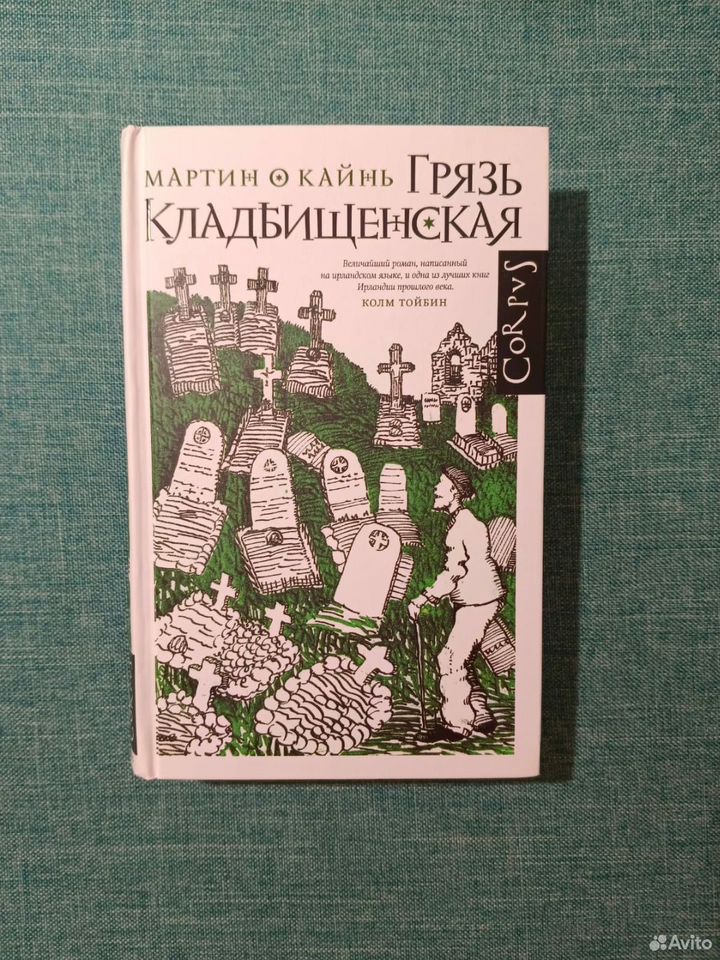 МАРТИН О КАЙНЬ ГРЯЗЬ
КЛАДБИЩЕНСКАЯ
Величайший роман, написанный
на ирландском языке, и одна из лучших книг
Ирландии прошлого века.
КОЛМ ТОЙБИН
CORPVS
Avito